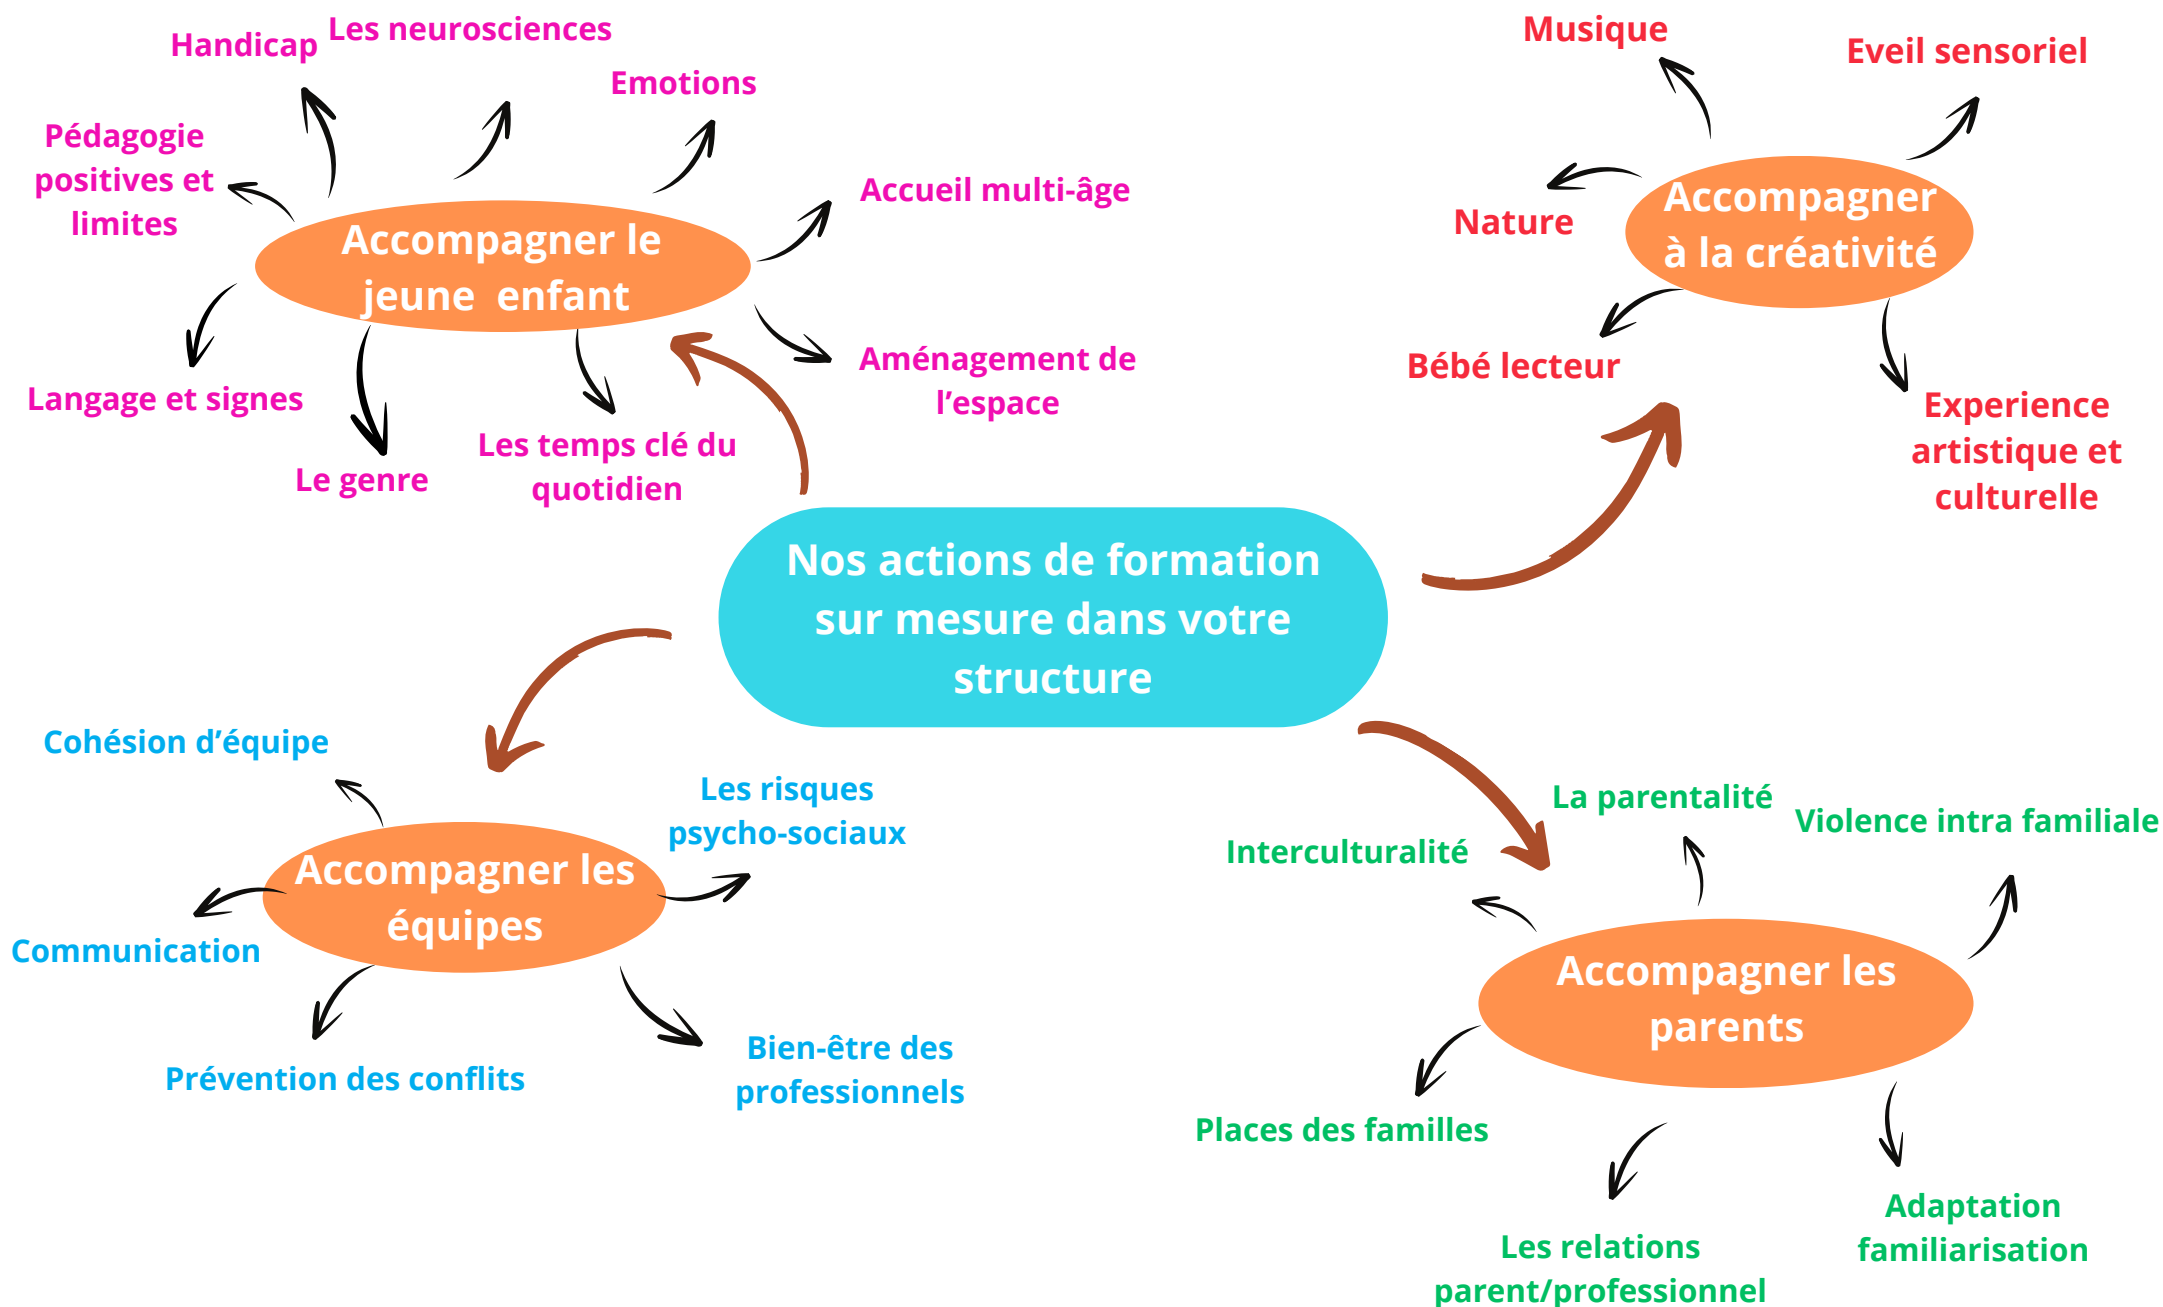 Handicap
Les neurosciences
Emotions
Pédagogie
positives et
limites
Accueil multi-âge
Accompagner le
jeune  enfant
Aménagement de
l’espace
Langage et signes
Le genre
Les temps clé du
quotidien
Musique
Eveil sensoriel
Nature
Accompagner
à la créativité
Bébé lecteur
Experience
artistique et
culturelle
Nos actions de formation
sur mesure dans votre
structure
Cohésion d’équipe
Les risques
psycho-sociaux
Accompagner les
équipes
Communication
Prévention des conflits
Bien-être des
professionnels
La parentalité
Violence intra familiale
Interculturalité
Accompagner les
parents
Places des familles
Les relations
parent/professionnel
Adaptation
familiarisation